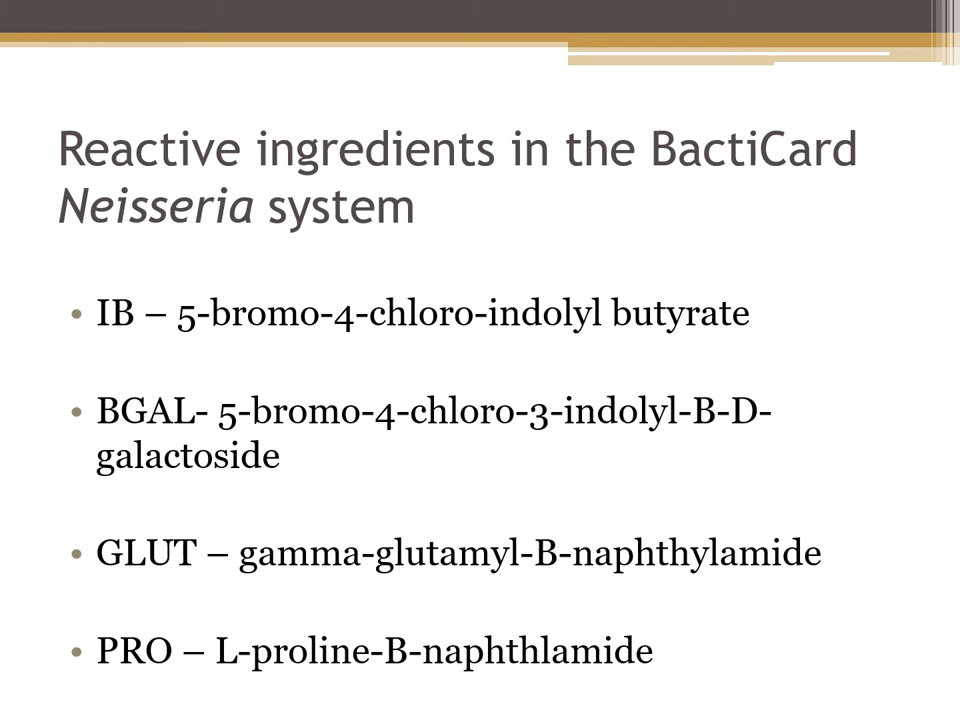 Reactive ingredients in the BactiCard
Neisseria system
• IB – 5-bromo-4-chloro-indolyl butyrate
• BGAL- 5-bromo-4-chloro-3-indolyl-B-D-
galactoside
• GLUT – gamma-glutamyl-B-naphthylamide
• PRO – L-proline-B-naphthlamide